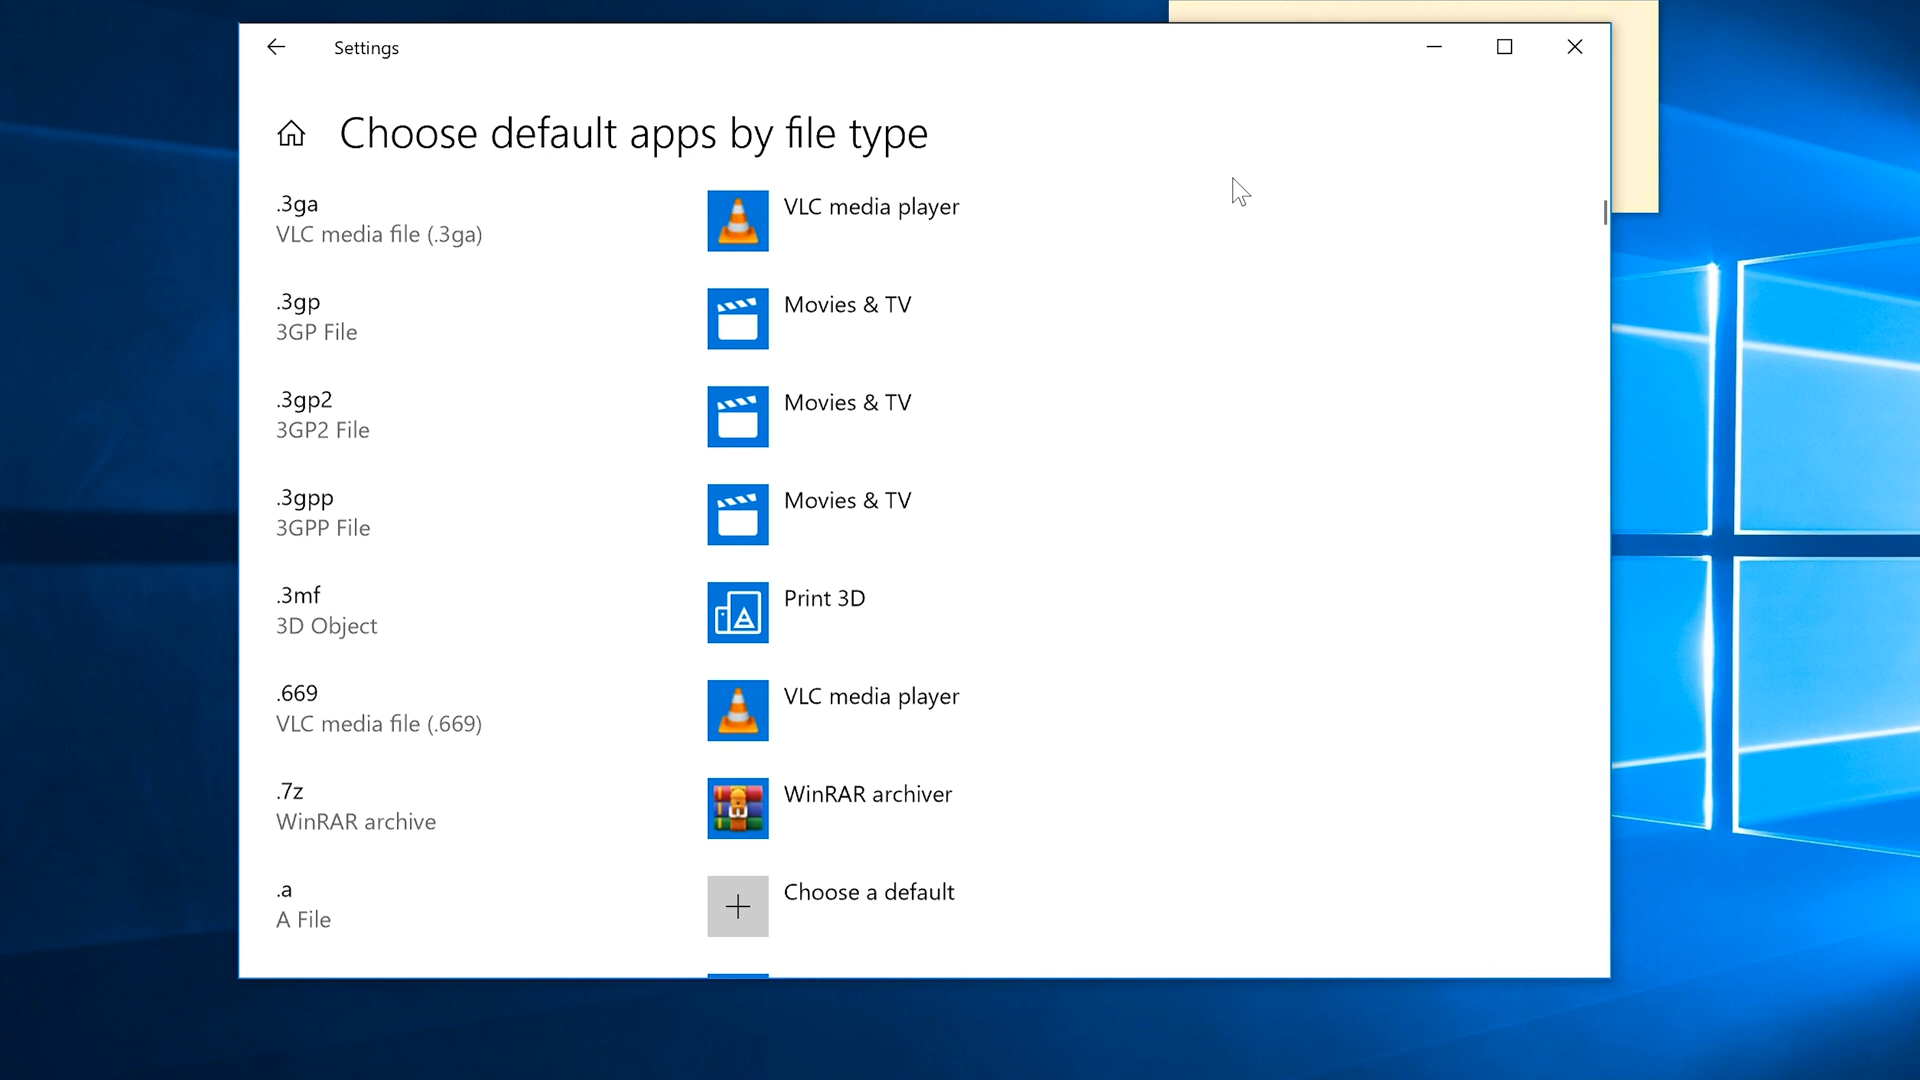 Settings
Choose default apps by file type
.3ga
VLC media file (.3ga)
VLC media player
.3gp
3GP File
Movies & TV
.3gp2
3GP2 File
Movies & TV
.3gpp
3GPP File
Movies & TV
.3mf
3D Object
Print 3D
.669
VLC media file (.669)
VLC media player
.7z
WinRAR archive
WinRAR archiver
.a
A File
Choose a default